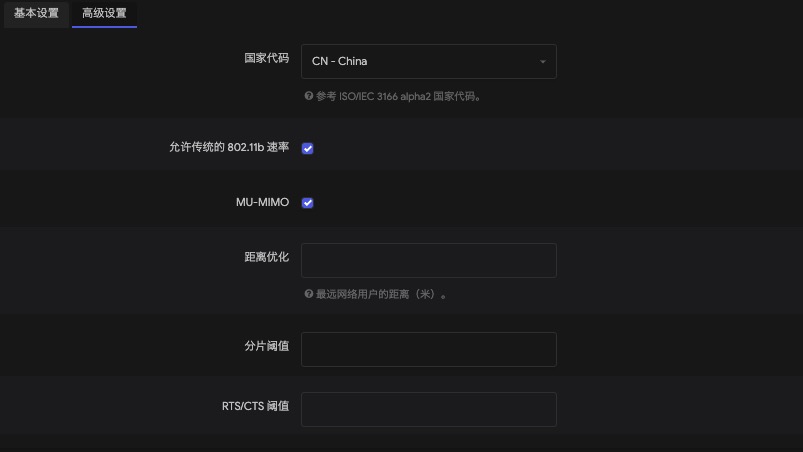 基本设置 高级设置
国家代码 CN - China
参考 ISO/IEC 3166 alpha2 国家代码。
允许传统的 802.11b 速率
MU-MIMO
距离优化
最远网络用户的距离（米）。
分片阈值
RTS/CTS 阈值